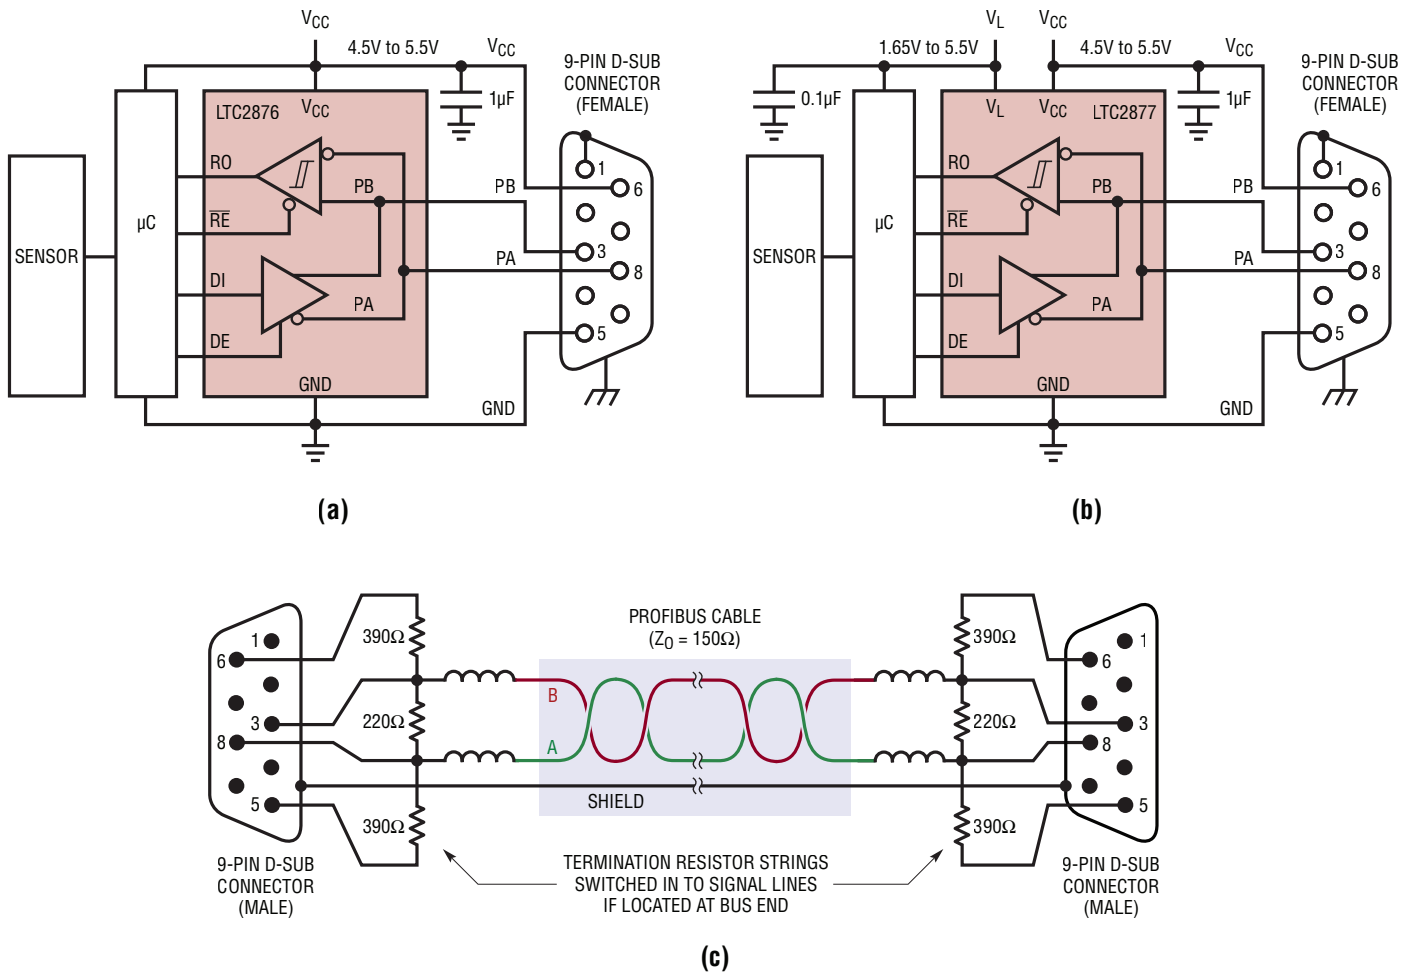 VCC
4.5V to 5.5V
VCC
9-PIN D-SUB
CONNECTOR
(FEMALE)
LTC2876
VCC
1µF
RO
PB
PB
1
6
SENSOR
µC
RE
3
DI
PA
8
PA
DE
5
GND
GND
(a)
VL
VCC
1.65V to 5.5V
4.5V to 5.5V
VCC
9-PIN D-SUB
CONNECTOR
(FEMALE)
0.1µF
VL
VCC
LTC2877
1µF
RO
PB
PB
1
6
SENSOR
µC
RE
3
DI
PA
8
PA
DE
5
GND
GND
(b)
PROFIBUS CABLE
(Z0 = 150Ω)
1
6
3
8
5
390Ω
220Ω
390Ω
B
A
SHIELD
390Ω
220Ω
390Ω
1
6
3
8
5
9-PIN D-SUB
CONNECTOR
(MALE)
TERMINATION RESISTOR STRINGS
SWITCHED IN TO SIGNAL LINES
IF LOCATED AT BUS END
9-PIN D-SUB
CONNECTOR
(MALE)
(c)